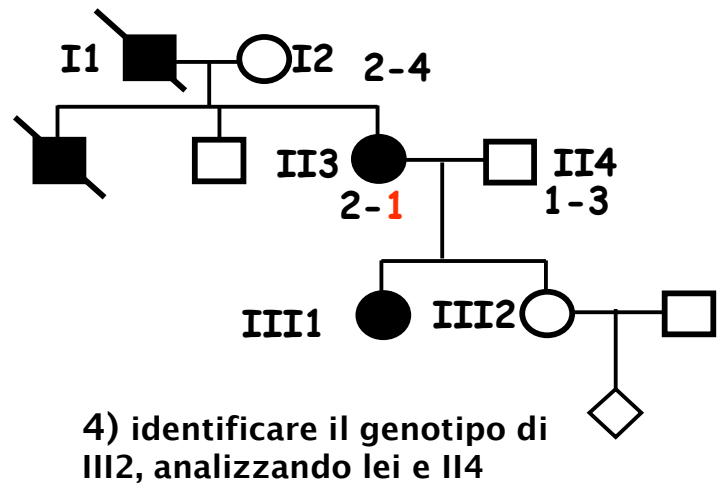 I1 I2 2-4
II3 II4
2-1 1-3
III1 III2
4) identificare il genotipo di
III2, analizzando lei e II4